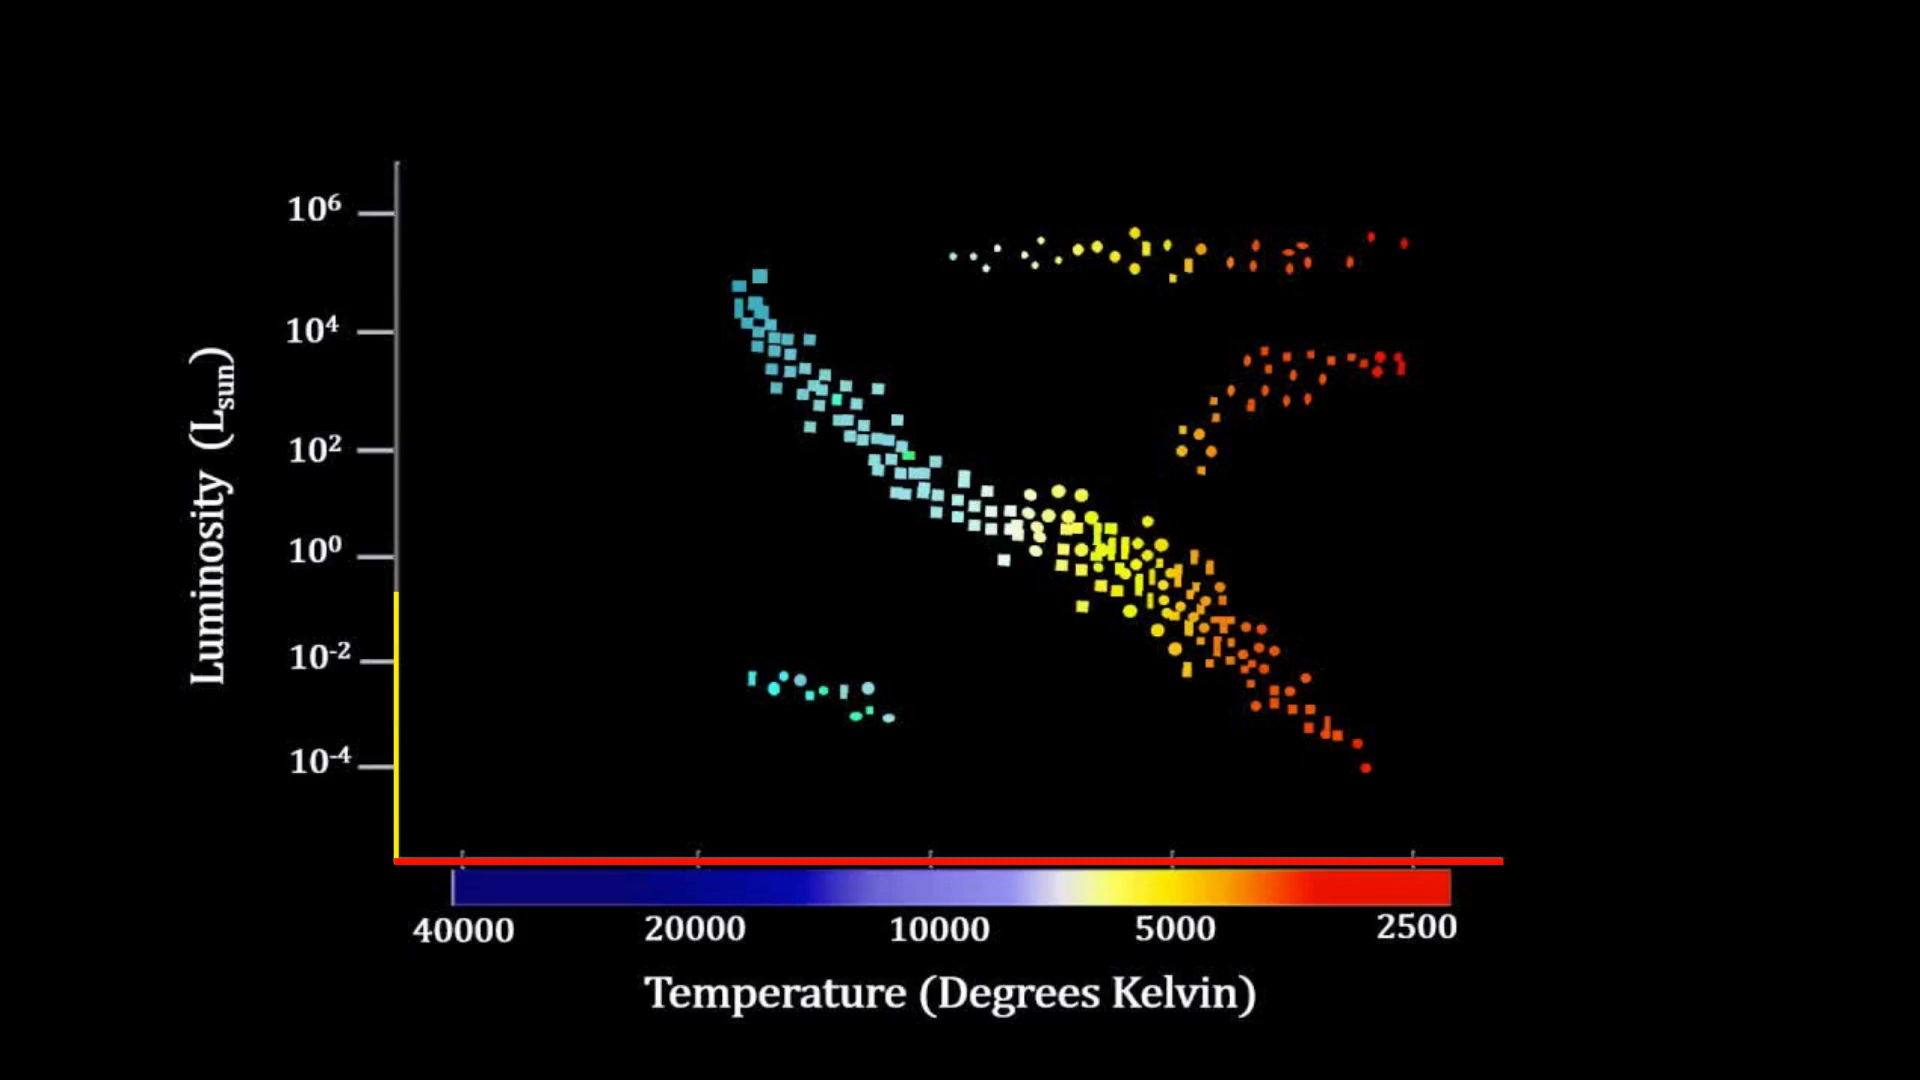 10⁶
10⁴
10²
10⁰
10⁻²
10⁻⁴
Luminosity (Lsun)
40000 20000 10000 5000 2500
Temperature (Degrees Kelvin)